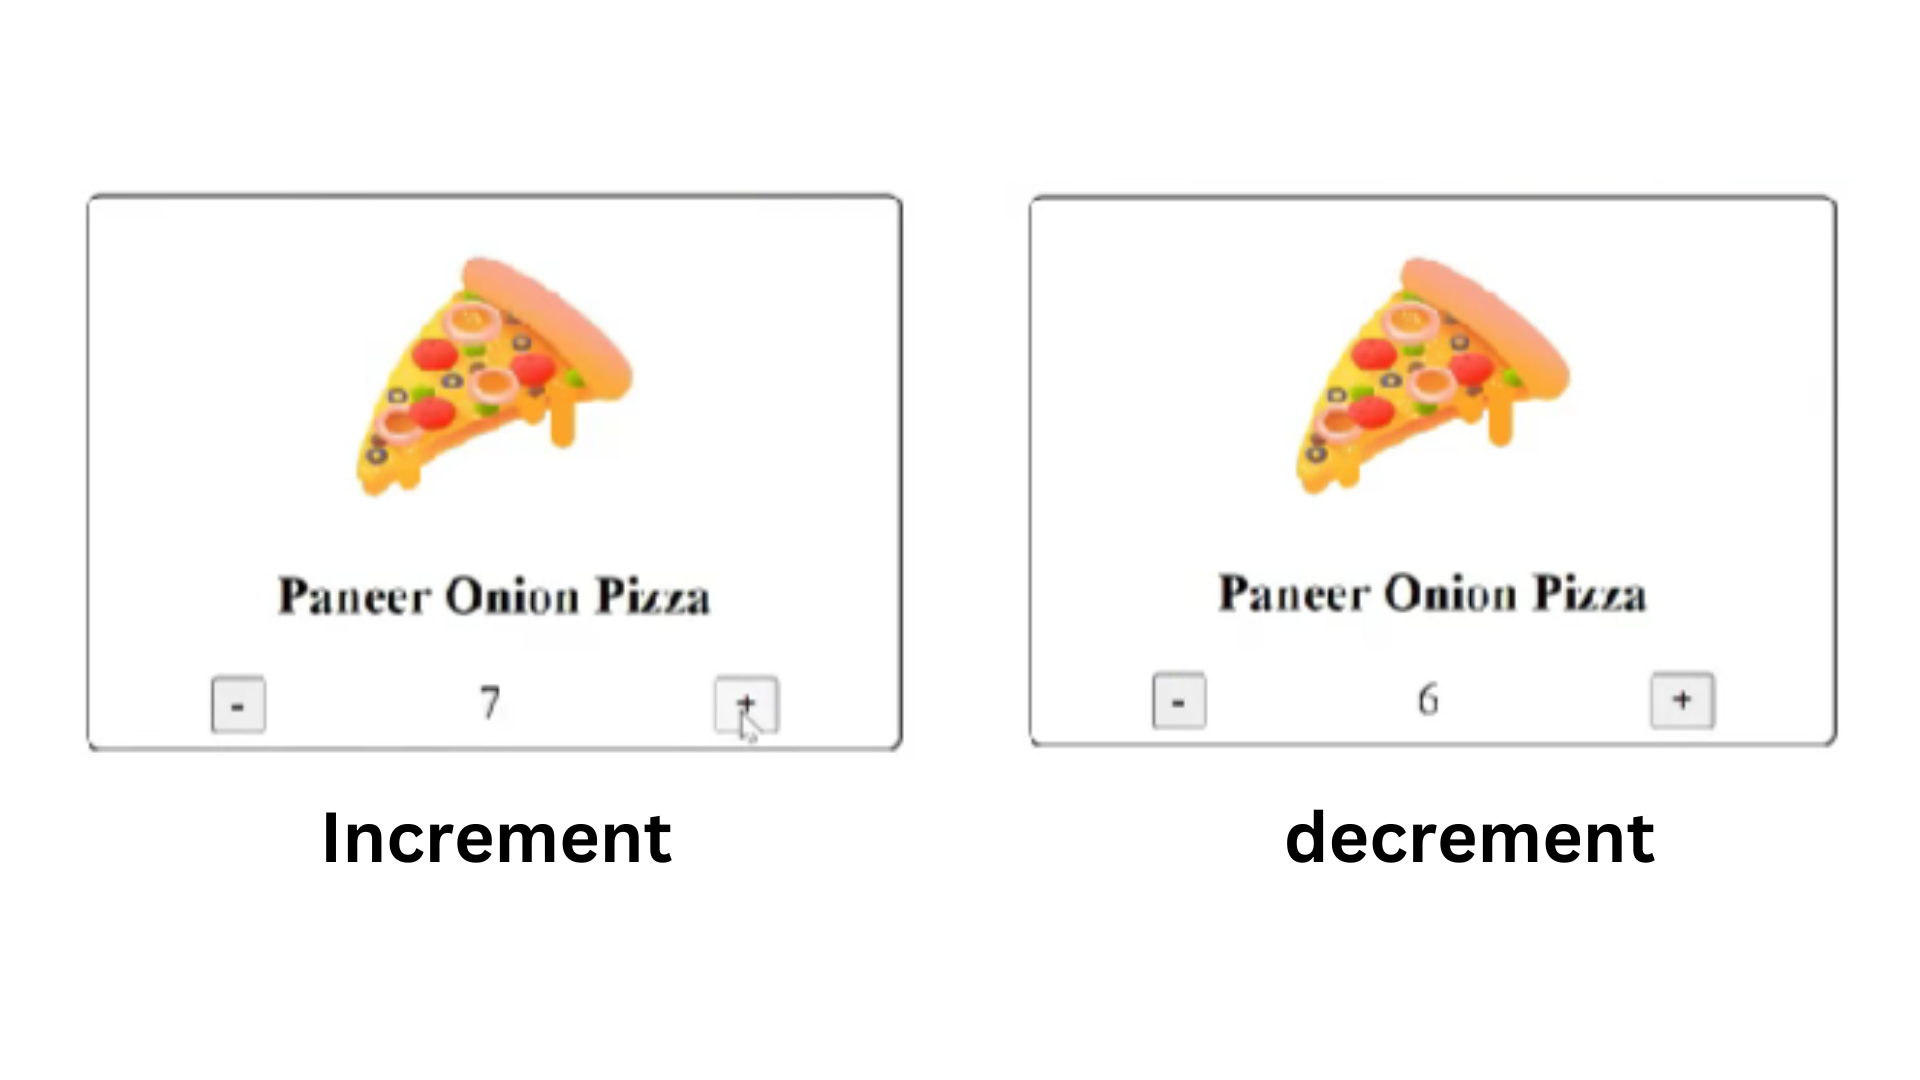 Paneer Onion Pizza
- 7 +
Increment
Paneer Onion Pizza
- 6 +
decrement